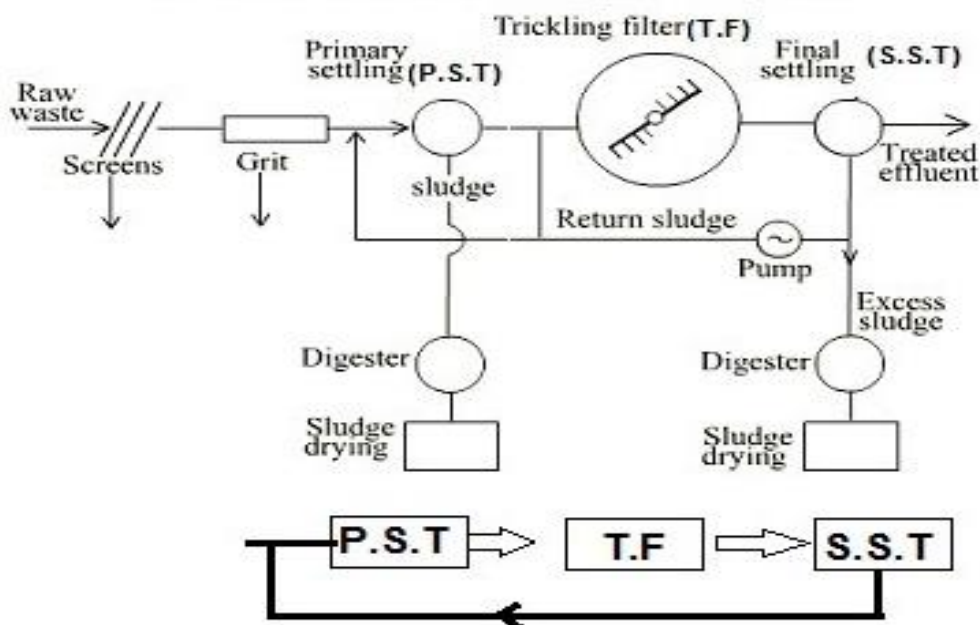 Trickling filter(T.F)
Primary
settling(P.S.T)
Final
settling (S.S.T)
Raw
waste
Screens
Grit
sludge
Treated
effluent
Return sludge
Pump
Excess
sludge
Digester
Digester
Sludge
drying
Sludge
drying
P.S.T
T.F
S.S.T